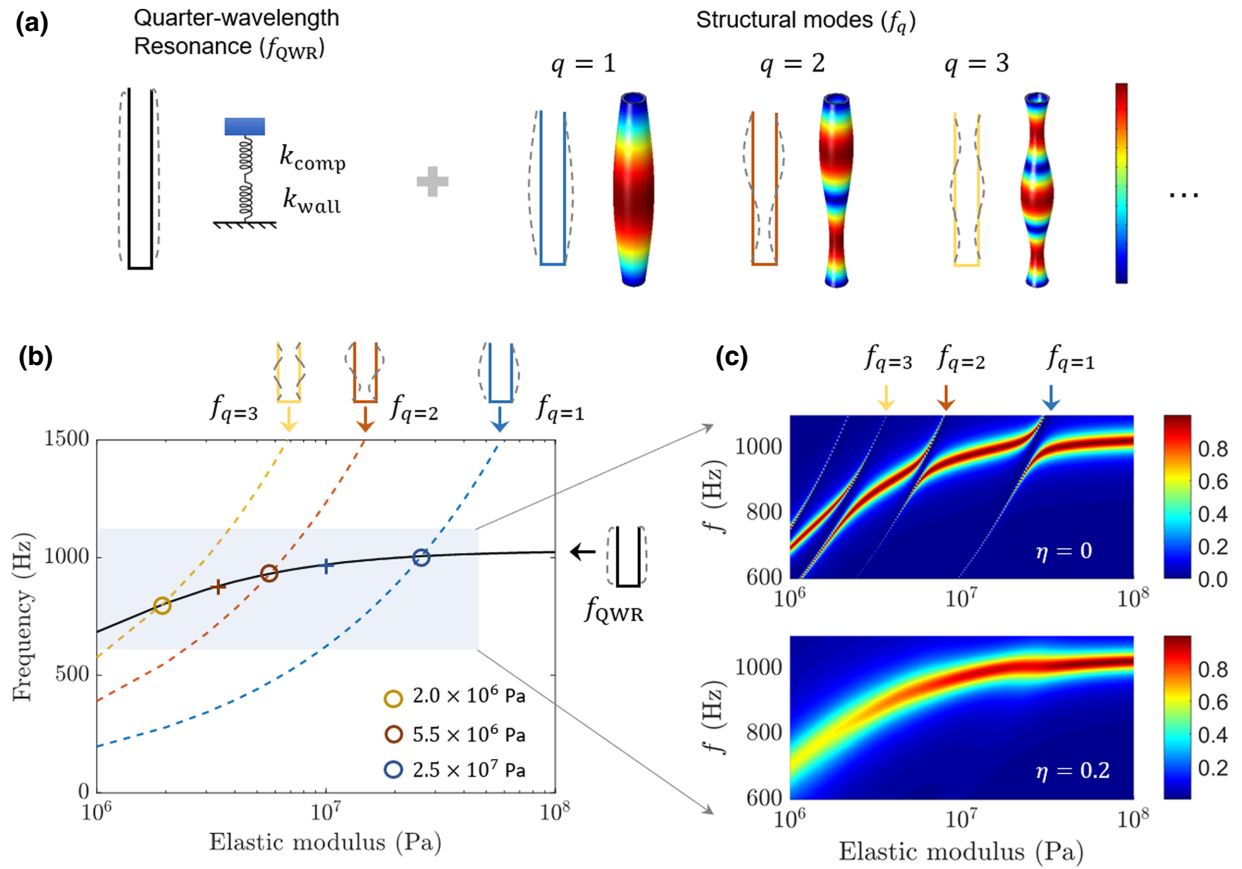 (a)
Quarter-wavelength
Resonance (f_QWR)
k_comp
k_wall
Structural modes (f_q)
q = 1
q = 2
q = 3
...
(b)
f_q=3
f_q=2
f_q=1
1500
1000
500
0
Frequency (Hz)
2.0 × 10^6 Pa
5.5 × 10^6 Pa
2.5 × 10^7 Pa
10^6
10^7
10^8
Elastic modulus (Pa)
f_QWR
(c)
f_q=3
f_q=2
f_q=1
1000
800
600
f (Hz)
η = 0
10^6
10^7
10^8
0.8
0.6
0.4
0.2
0.0
1000
800
600
f (Hz)
η = 0.2
10^6
10^7
10^8
0.8
0.6
0.4
0.2
Elastic modulus (Pa)